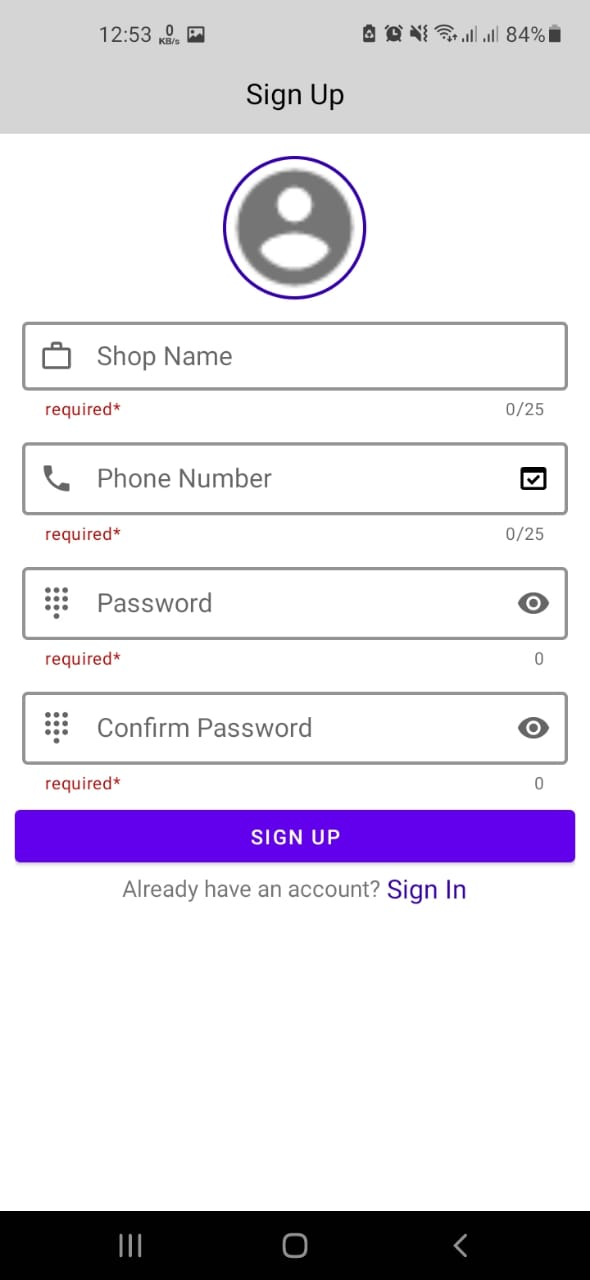 12:53 0 KB/s 84%
Sign Up
Shop Name
required* 0/25
Phone Number
required* 0/25
Password
required* 0
Confirm Password
required* 0
SIGN UP
Already have an account? Sign In